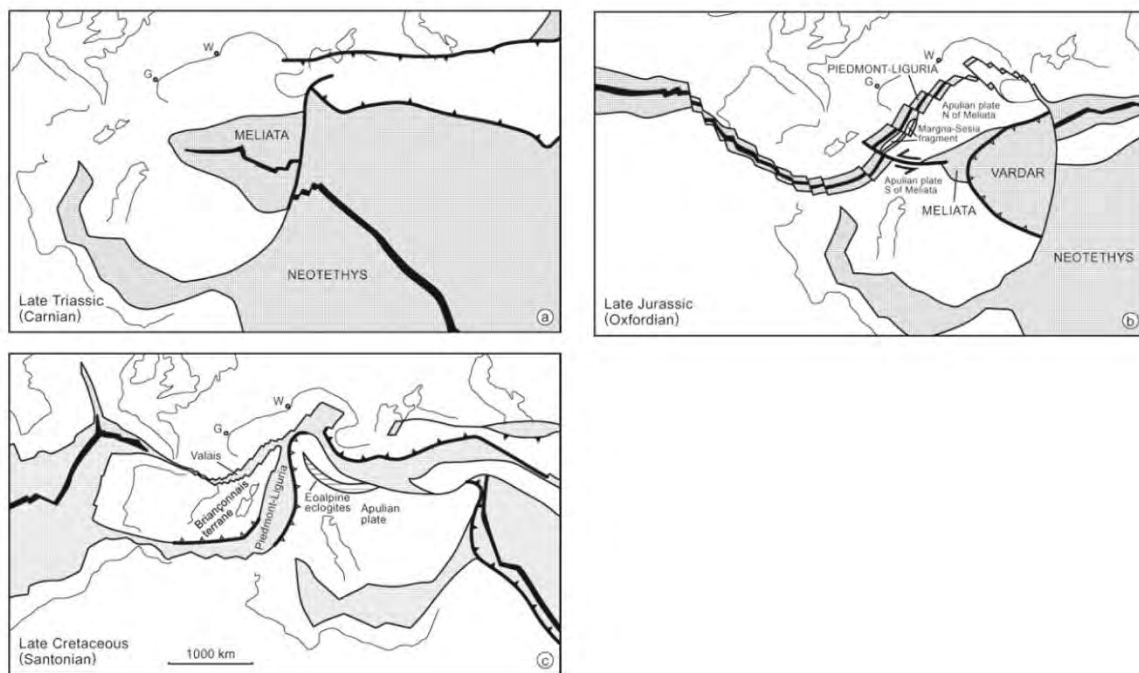 W
G
MELIATA
NEOTETHYS
Late Triassic
(Carnian)
a
W
PIEDMONT-LIGURIA
G
Apulian plate
N of Meliata
Margna-Sesia
fragment
Apulian plate
S of Meliata
VARDAR
MELIATA
NEOTETHYS
Late Jurassic
(Oxfordian)
b
W
G
Valais
Briançonnais
terrane
Piedmont-Liguria
Eoalpine
eclogites
Apulian
plate
Late Cretaceous
(Santonian)
1000 km
c